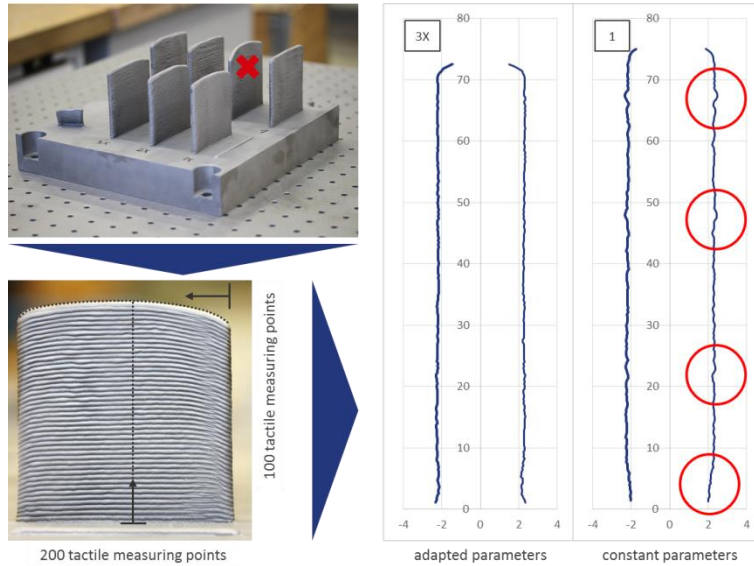 100 tactile measuring points
200 tactile measuring points
3X
80
70
60
50
40
30
20
10
0
-4 -2 0 2 4
adapted parameters
1
80
70
60
50
40
30
20
10
0
-4 -2 0 2 4
constant parameters